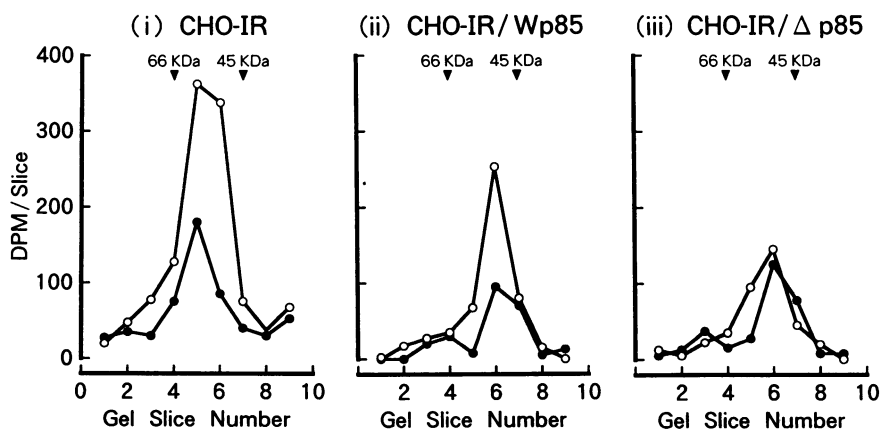 (i) CHO-IR
(ii) CHO-IR/Wp85
(iii) CHO-IR/Δp85
66 KDa 45 KDa
66 KDa 45 KDa
66 KDa 45 KDa
DPM/Slice
400
300
200
100
0
0 2 4 6 8 10
2 4 6 8 10
2 4 6 8 10
Gel Slice Number
Gel Slice Number
Gel Slice Number